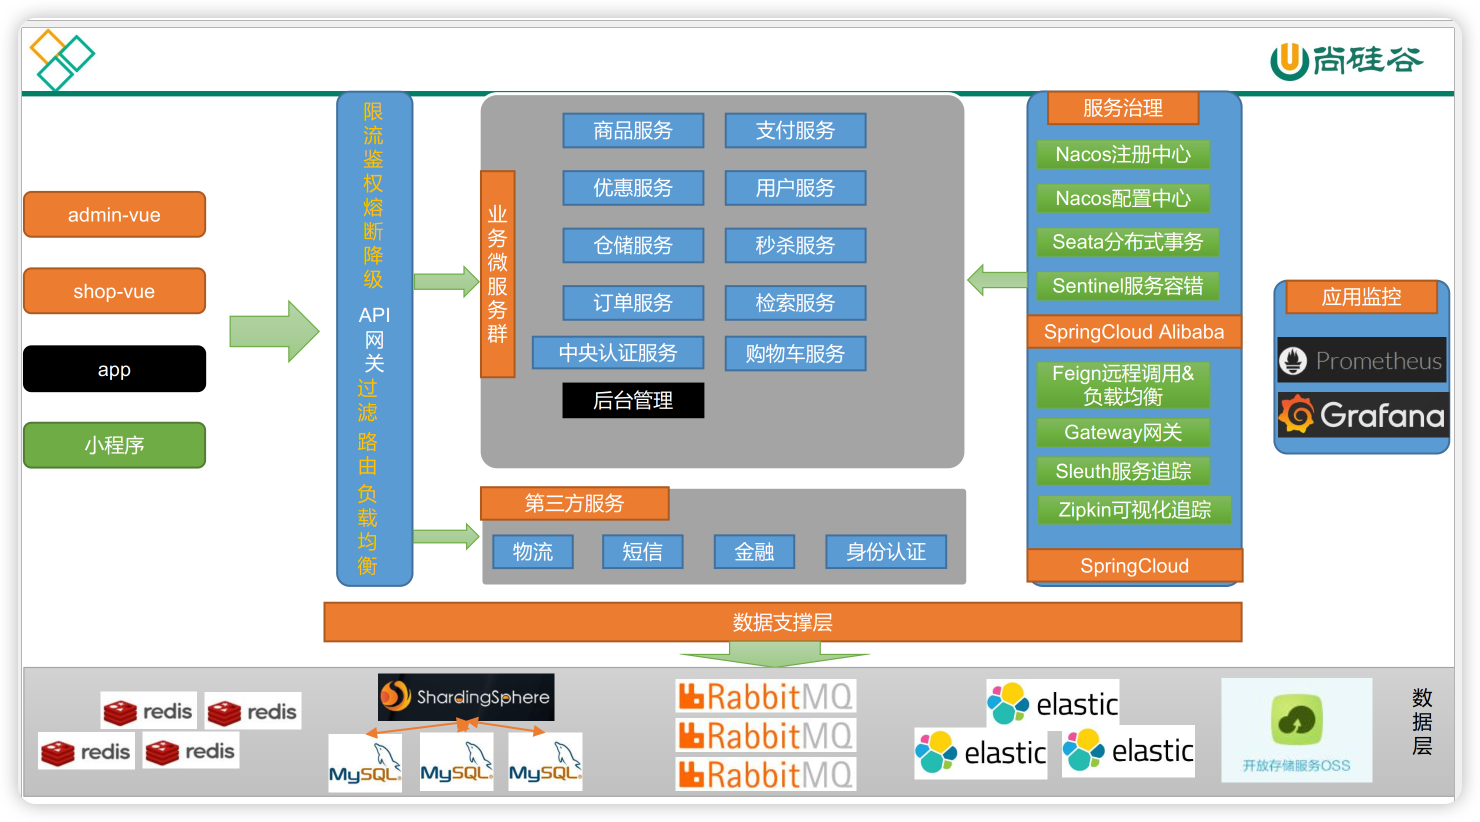 尚硅谷
admin-vue
shop-vue
app
小程序
限
流
鉴
权
熔
断
降
级
API
网
关
过
滤
路
由
负
载
均
衡
业
务
微
服
务
群
商品服务
支付服务
优惠服务
用户服务
仓储服务
秒杀服务
订单服务
检索服务
中央认证服务
购物车服务
后台管理
第三方服务
物流
短信
金融
身份认证
服务治理
Nacos注册中心
Nacos配置中心
Seata分布式事务
Sentinel服务容错
SpringCloud Alibaba
Feign远程调用&
负载均衡
Gateway网关
Sleuth服务追踪
Zipkin可视化追踪
SpringCloud
应用监控
Prometheus
Grafana
数据支撑层
redis
redis
redis
redis
ShardingSphere
MySQL
MySQL
MySQL
RabbitMQ
RabbitMQ
RabbitMQ
elastic
elastic
elastic
开放存储服务OSS
数
据
层